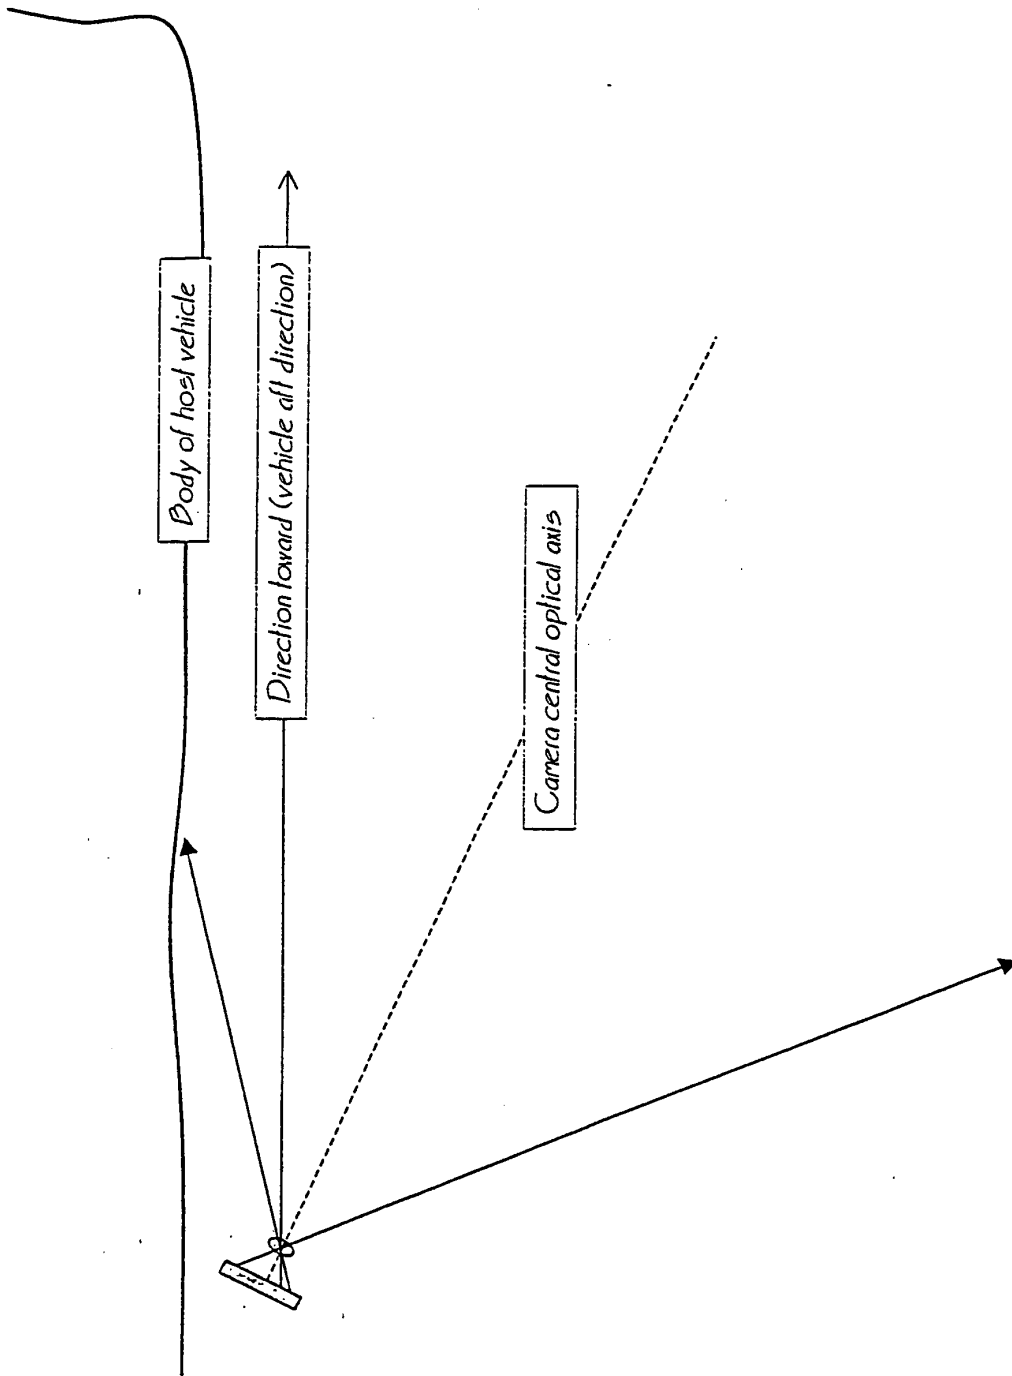 Body of host vehicle
Direction toward (vehicle aft direction)
Camera central optical axis